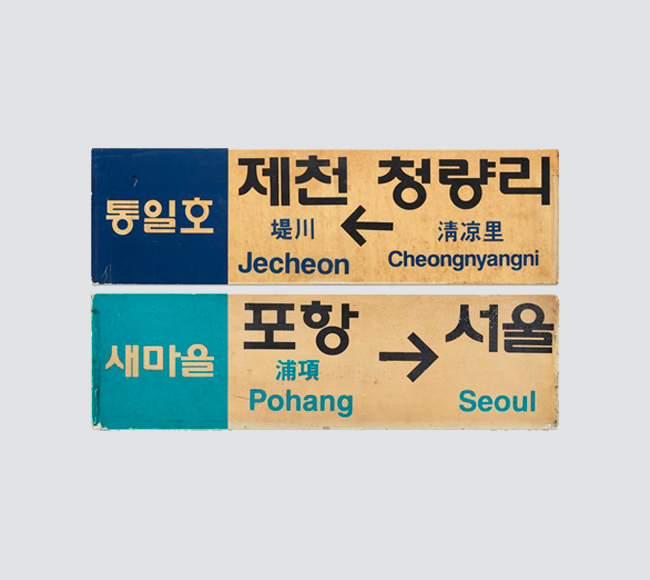 통일호
제천 ← 청량리
堤川 淸凉里
Jecheon Cheongnyangni
새마을
포항 → 서울
浦項
Pohang Seoul